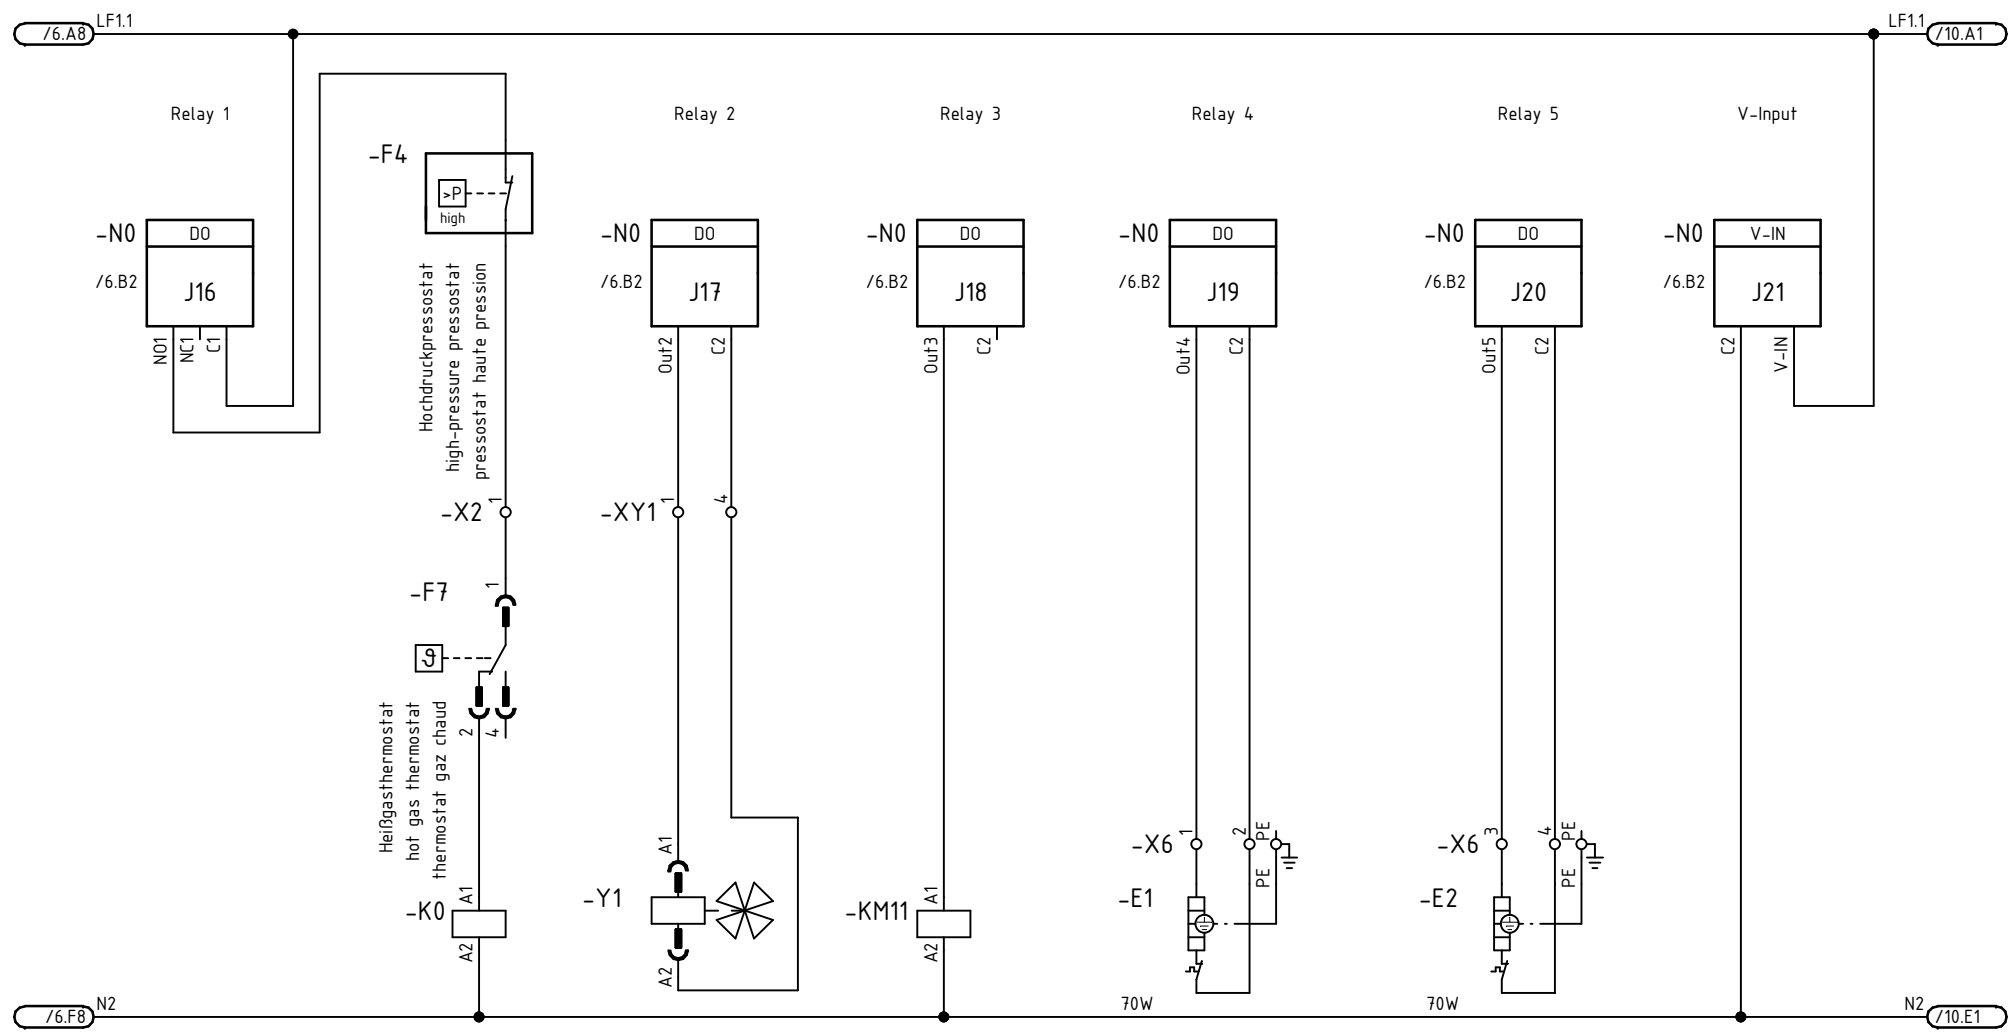 LF1.1
/6.A8
LF1.1
/10.A1
Relay 1
Relay 2
Relay 3
Relay 4
Relay 5
V-Input
-F4
>P
high
-N0
DO
/6.B2
J16
NO1
NC1
C1
Hochdruckpressostat
high-pressure pressostat
pressostat haute pression
-N0
DO
/6.B2
J17
Out2
C2
-N0
DO
/6.B2
J18
Out3
C2
-N0
DO
/6.B2
J19
Out4
C2
-N0
DO
/6.B2
J20
Out5
C2
-N0
V-IN
/6.B2
J21
C2
V-IN
-X2
1
-XY1
1
4
-F7
1
ϑ
2
4
Heißgasthermostat
hot gas thermostat
thermostat gaz chaud
-K0
A1
A2
A1
-Y1
A2
-KM11
A1
A2
-X6
1
2
PE
PE
-E1
70W
-X6
3
4
PE
PE
-E2
70W
N2
/6.F8
N2
/10.E1